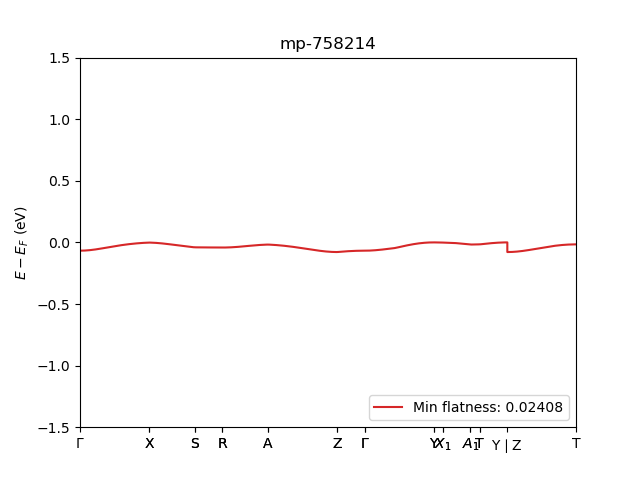 mp-758214
1.5
1.0
0.5
0.0
−0.5
−1.0
−1.5
E − E_F (eV)
Min flatness: 0.02408
Γ X S R A Z Γ Y X₁ A₁ T Y | Z T